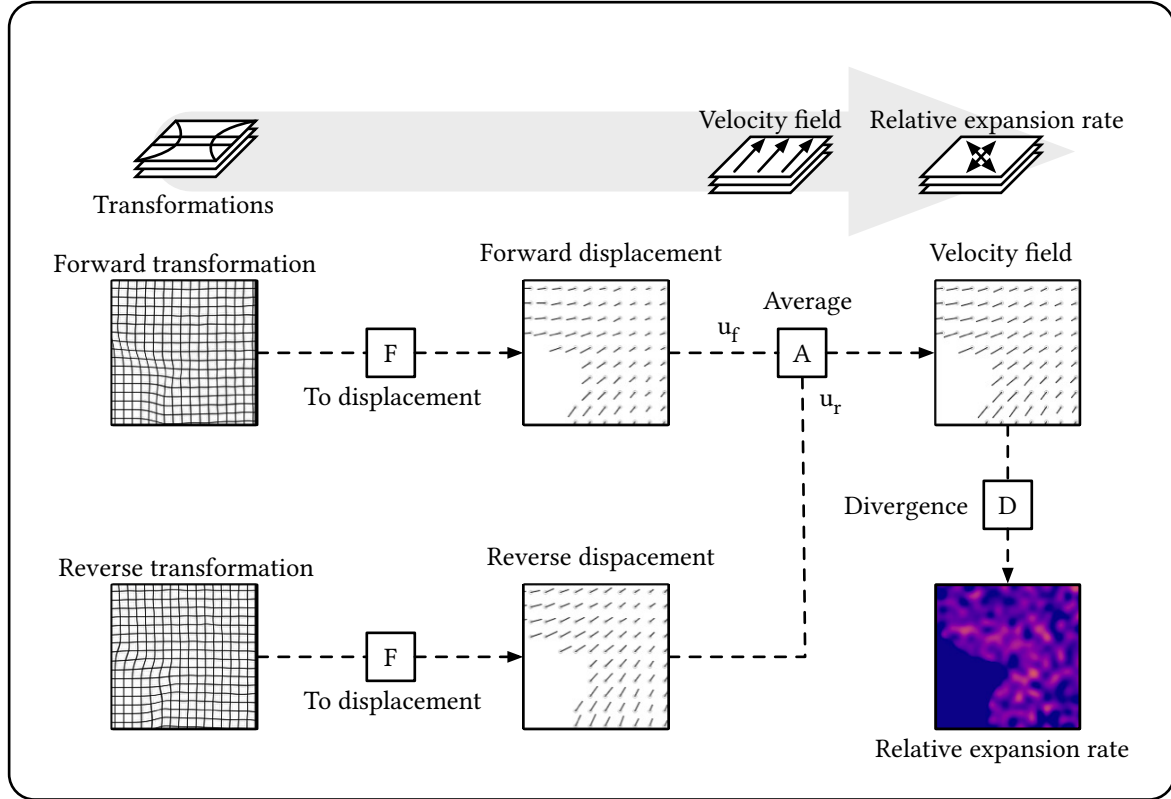 Velocity field
Relative expansion rate
Transformations
Forward transformation
Forward displacement
Velocity field
Average
u_f
F
A
To displacement
u_r
Divergence
D
Reverse transformation
Reverse dispacement
F
To displacement
Relative expansion rate